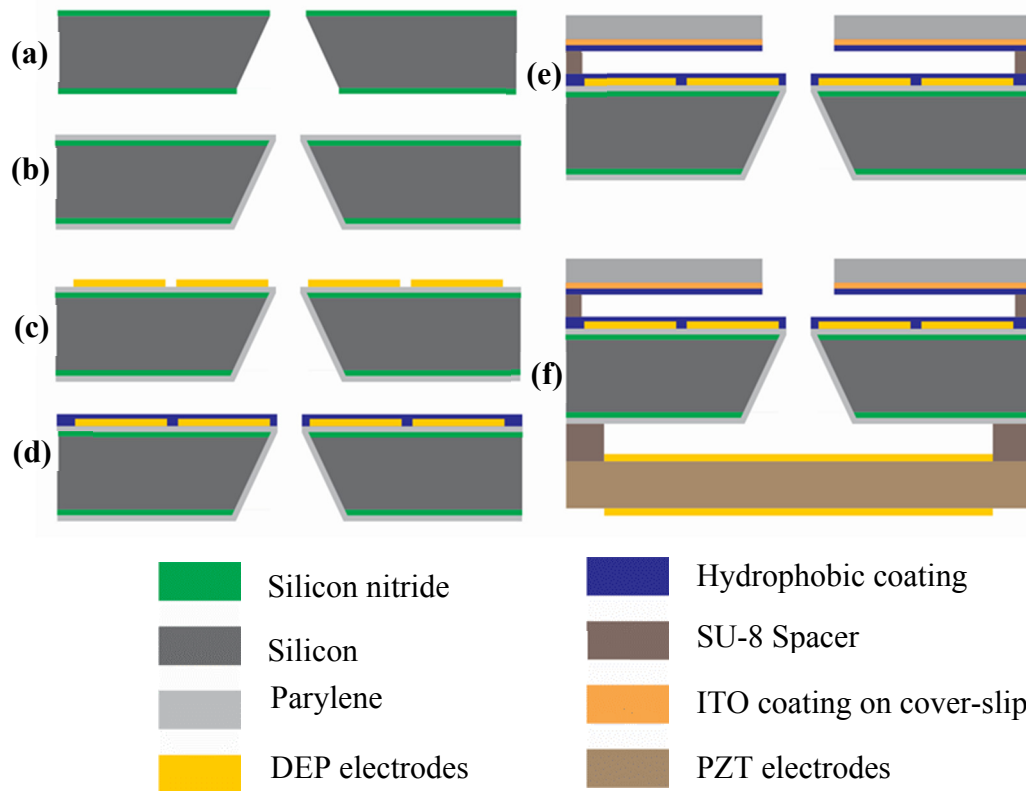 (a)
(b)
(c)
(d)
(e)
(f)
Silicon nitride
Silicon
Parylene
DEP electrodes
Hydrophobic coating
SU-8 Spacer
ITO coating on cover-slip
PZT electrodes